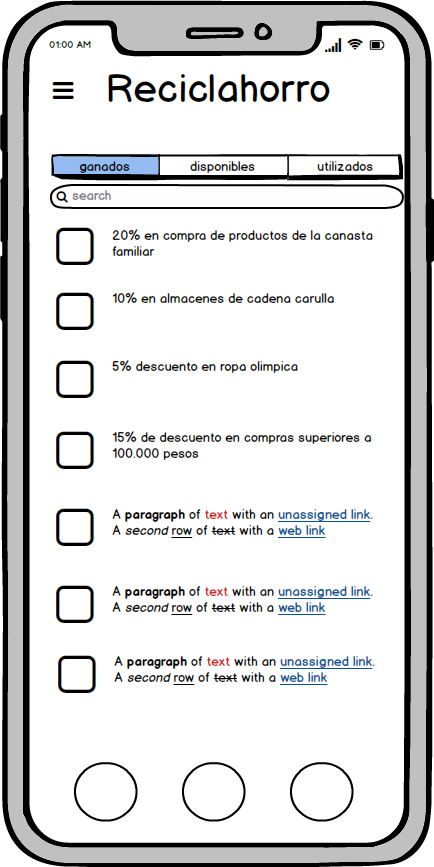 01:00 AM
Reciclahorro
ganados disponibles utilizados
search
20% en compra de productos de la canasta
familiar
10% en almacenes de cadena carulla
5% descuento en ropa olimpica
15% de descuento en compras superiores a
100.000 pesos
A paragraph of text with an unassigned link.
A second row of text with a web link
A paragraph of text with an unassigned link.
A second row of text with a web link
A paragraph of text with an unassigned link.
A second row of text with a web link